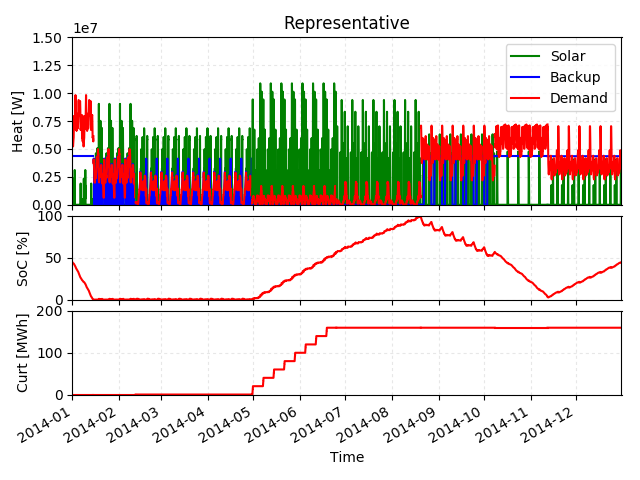 Representative
1e7
1.50
1.25
1.00
0.75
0.50
0.25
0.00
Heat [W]
Solar
Backup
Demand
100
50
0
SoC [%]
200
100
0
Curt [MWh]
2014-01
2014-02
2014-03
2014-04
2014-05
2014-06
2014-07
2014-08
2014-09
2014-10
2014-11
2014-12
Time